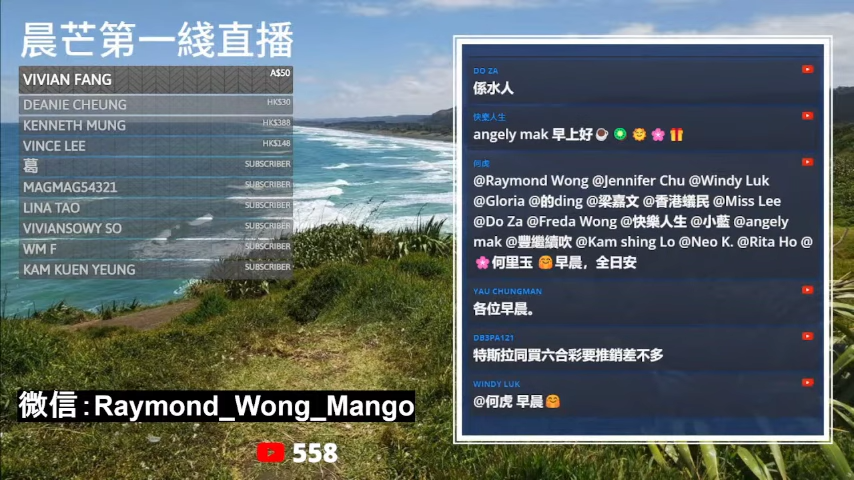 晨芒第一綫直播
VIVIAN FANG A$50
DEANIE CHEUNG HK$30
KENNETH MUNG HK$388
VINCE LEE HK$148
葛 SUBSCRIBER
MAGMAG54321 SUBSCRIBER
LINA TAO SUBSCRIBER
VIVIANSOWY SO SUBSCRIBER
WM F SUBSCRIBER
KAM KUEN YEUNG SUBSCRIBER
微信:Raymond_Wong_Mango
558
DO ZA
係水人
快樂人生
angely mak 早上好☕❇️🌞🌸🎁
何虎
@Raymond Wong @Jennifer Chu @Windy Luk
@Gloria @的ding @梁嘉文 @香港蟻民 @Miss Lee
@Do Za @Freda Wong @快樂人生 @小藍 @angely
mak @豐繼續吹 @Kam shing Lo @Neo K. @Rita Ho @
🌸何里玉 🤗早晨，全日安
YAU CHUNGMAN
各位早晨。
DB3PA121
特斯拉同買六合彩要推銷差不多
WINDY LUK
@何虎 早晨🤗